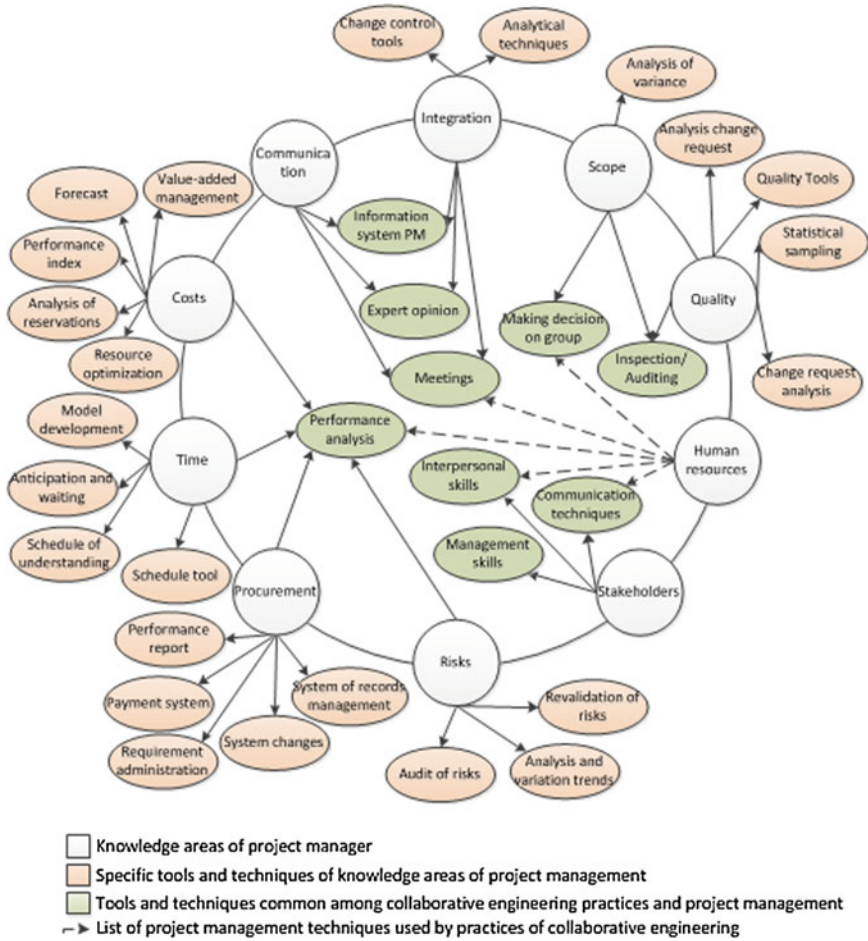 Change control
tools
Analytical
techniques
Integration
Analysis of
variance
Communica
tion
Scope
Analysis change
request
Forecast
Value-added
management
Quality Tools
Information
system PM
Performance
index
Statistical
sampling
Costs
Quality
Analysis of
reservations
Expert opinion
Making decision
on group
Resource
optimization
Meetings
Inspection/
Auditing
Change request
analysis
Model
development
Performance
analysis
Time
Human
resources
Interpersonal
skills
Anticipation and
waiting
Communication
techniques
Schedule of
understanding
Management
skills
Schedule tool
Procurement
Stakeholders
Performance
report
Risks
System of records
management
Payment system
Revalidation of
risks
System changes
Requirement
administration
Audit of risks
Analysis and
variation trends
Knowledge areas of project manager
Specific tools and techniques of knowledge areas of project management
Tools and techniques common among collaborative engineering practices and project management
List of project management techniques used by practices of collaborative engineering